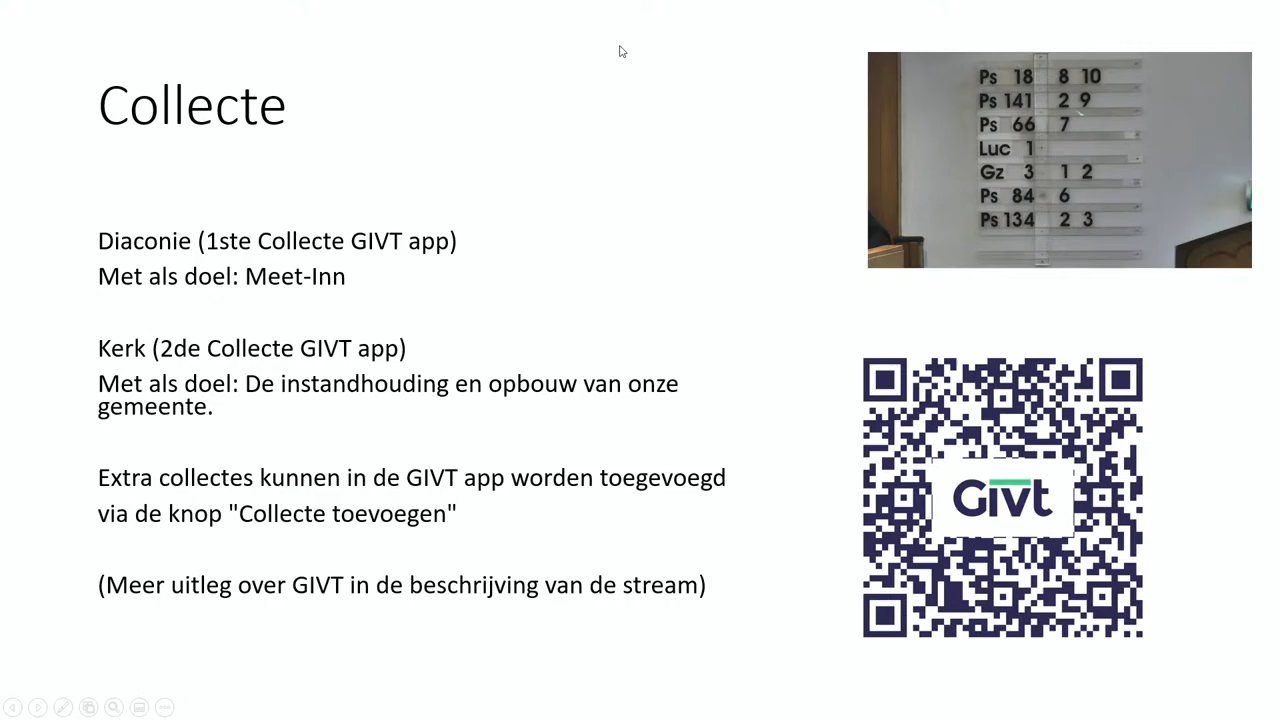 Collecte
Diaconie (1ste Collecte GIVT app)
Met als doel: Meet-Inn
Kerk (2de Collecte GIVT app)
Met als doel: De instandhouding en opbouw van onze
gemeente.
Extra collectes kunnen in de GIVT app worden toegevoegd
via de knop "Collecte toevoegen"
(Meer uitleg over GIVT in de beschrijving van de stream)
Ps 18 8 10
Ps 141 2 9
Ps 66 7
Luc 1
Gz 3 1 2
Ps 84 6
Ps 134 2 3
Givt